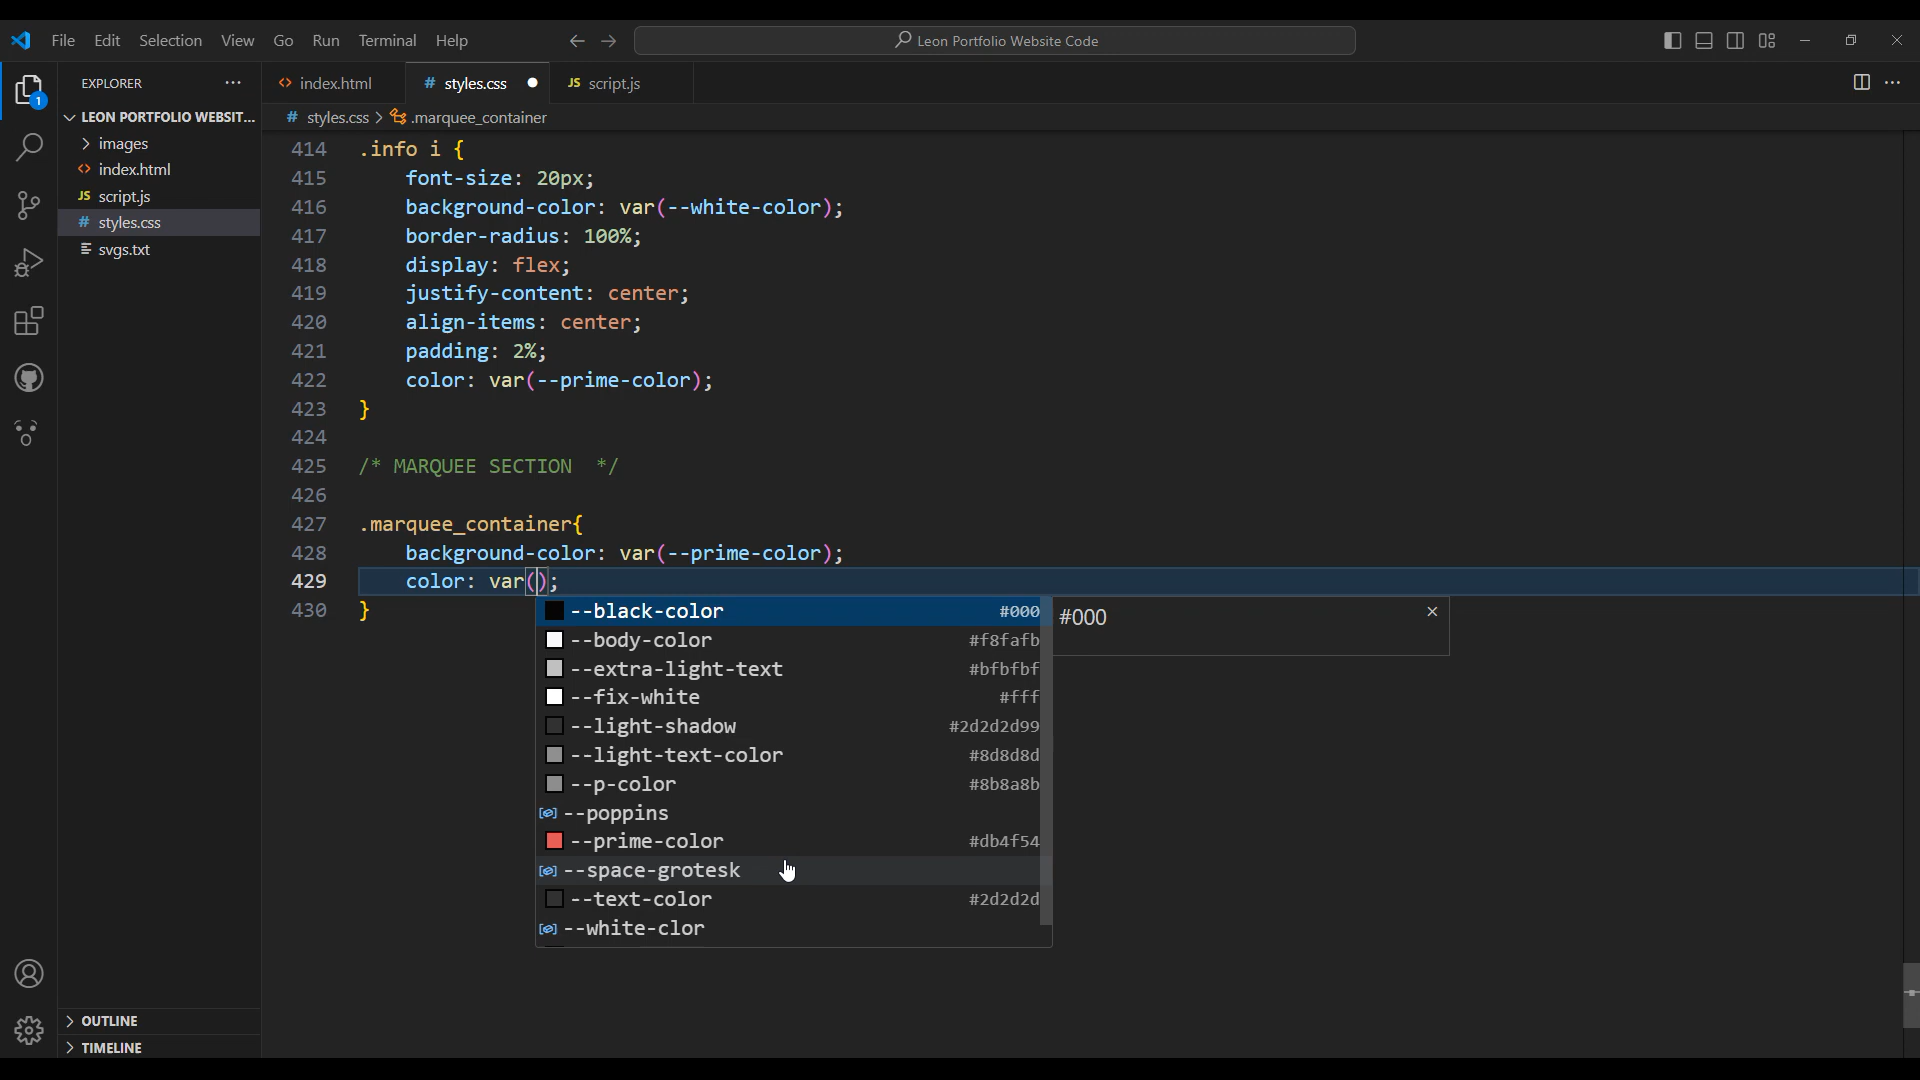 File Edit Selection View Go Run Terminal Help
Leon Portfolio Website Code
EXPLORER
1
LEON PORTFOLIO WEBSIT...
images
index.html
JS script.js
# styles.css
svgs.txt
OUTLINE
TIMELINE
<> index.html
# styles.css
JS script.js
# styles.css > .marquee_container
414 .info i {
415 font-size: 20px;
416 background-color: var(--white-color);
417 border-radius: 100%;
418 display: flex;
419 justify-content: center;
420 align-items: center;
421 padding: 2%;
422 color: var(--prime-color);
423 }
424
425 /* MARQUEE SECTION */
426
427 .marquee_container{
428 background-color: var(--prime-color);
429 color: var();
430 }
--black-color #000
--body-color #f8fafb
--extra-light-text #bfbfbf
--fix-white #fff
--light-shadow #2d2d2d99
--light-text-color #8d8d8d
--p-color #8b8a8b
--poppins
--prime-color #db4f54
--space-grotesk
--text-color #2d2d2d
--white-clor
#000